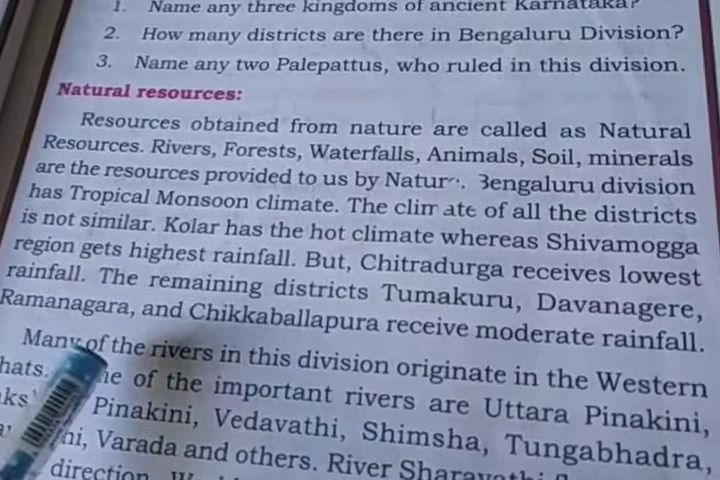 1. Name any three kingdoms of ancient Karnataka?
2. How many districts are there in Bengaluru Division?
3. Name any two Palepattus, who ruled in this division.
Natural resources:
Resources obtained from nature are called as Natural
Resources. Rivers, Forests, Waterfalls, Animals, Soil, minerals
are the resources provided to us by Natur Bengaluru division
has Tropical Monsoon climate. The climate of all the districts
is not similar. Kolar has the hot climate whereas Shivamogga
region gets highest rainfall. But, Chitradurga receives lowest
rainfall. The remaining districts Tumakuru, Davanagere,
Ramanagara, and Chikkaballapura receive moderate rainfall.
Many of the rivers in this division originate in the Western
hats. of the important rivers are Uttara Pinakini,
Pinakini, Vedavathi, Shimsha, Tungabhadra,
Varada and others. River
direction